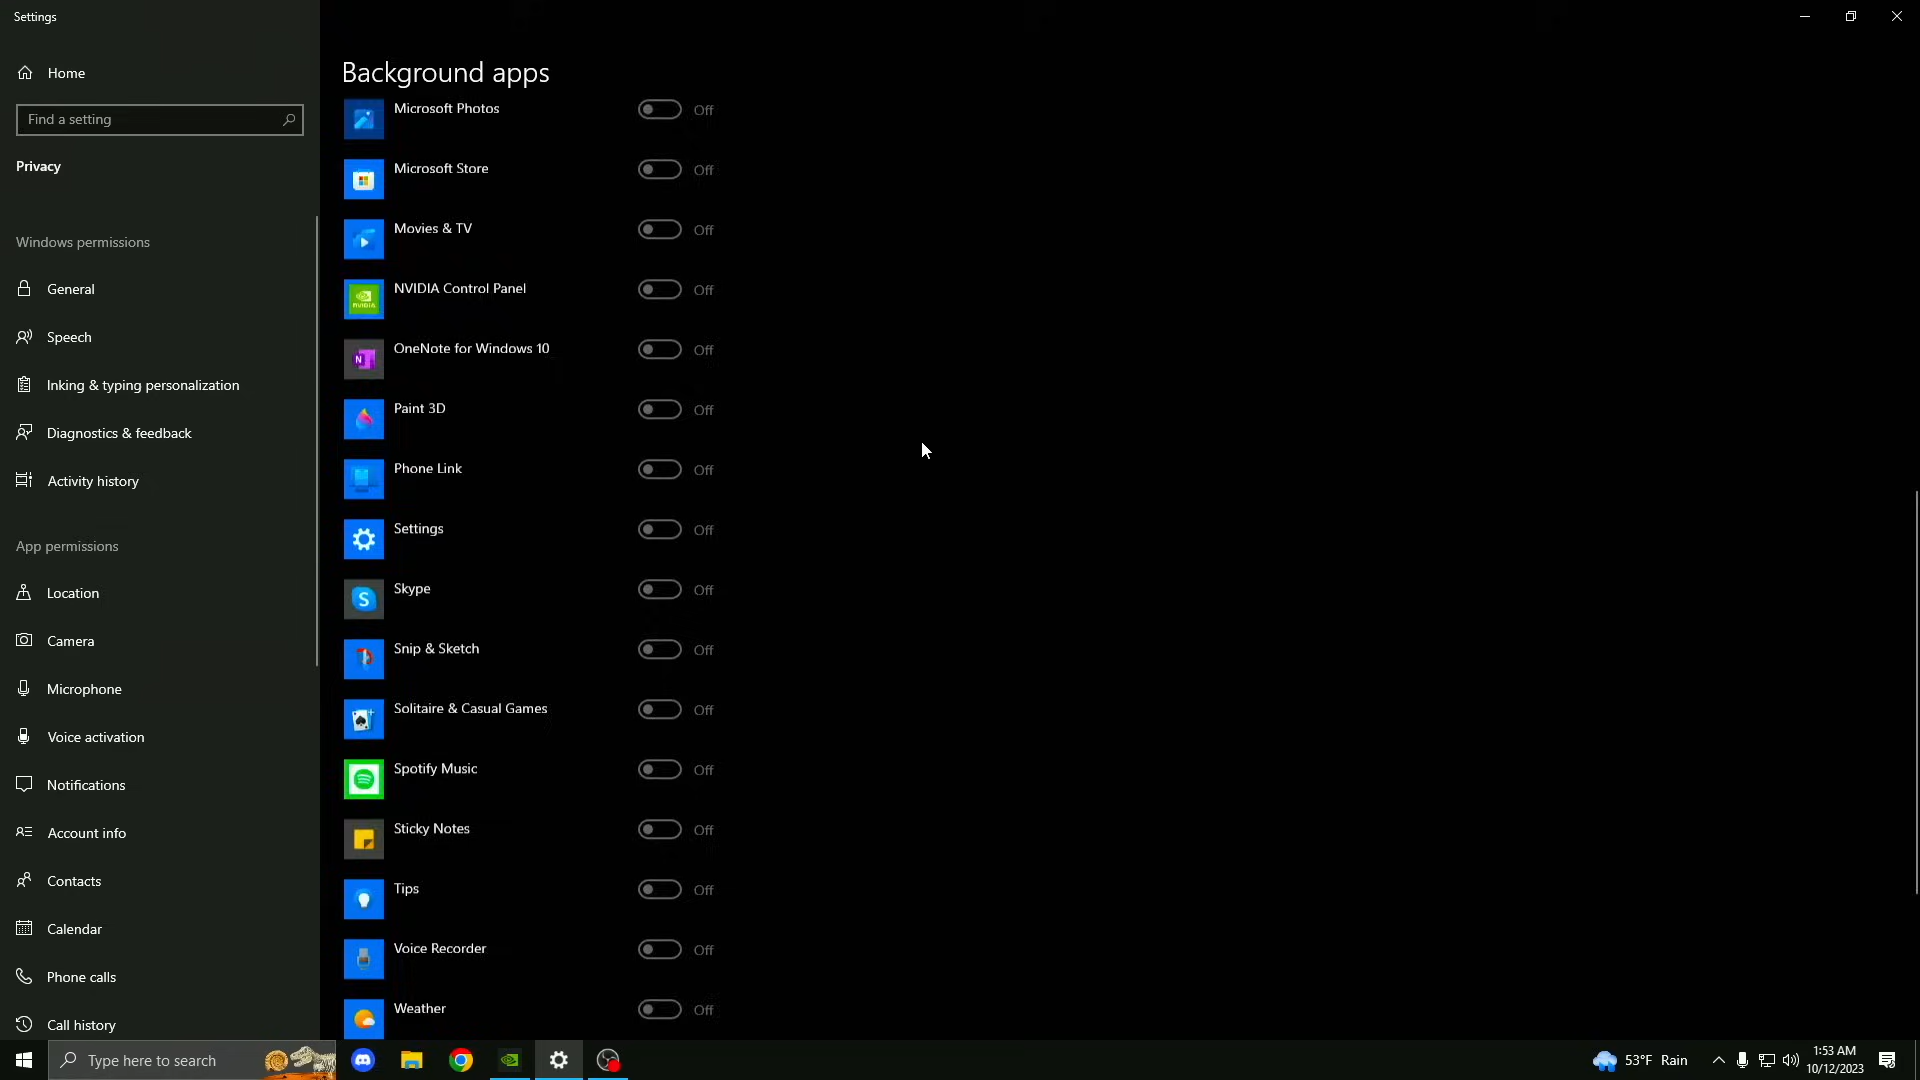 Settings
Home
Find a setting
Privacy
Windows permissions
General
Speech
Inking & typing personalization
Diagnostics & feedback
Activity history
App permissions
Location
Camera
Microphone
Voice activation
Notifications
Account info
Contacts
Calendar
Phone calls
Call history
Background apps
Microsoft Photos Off
Microsoft Store Off
Movies & TV Off
NVIDIA Control Panel Off
OneNote for Windows 10 Off
Paint 3D Off
Phone Link Off
Settings Off
Skype Off
Snip & Sketch Off
Solitaire & Casual Games Off
Spotify Music Off
Sticky Notes Off
Tips Off
Voice Recorder Off
Weather Off
Type here to search
53°F Rain
1:53 AM
10/12/2023